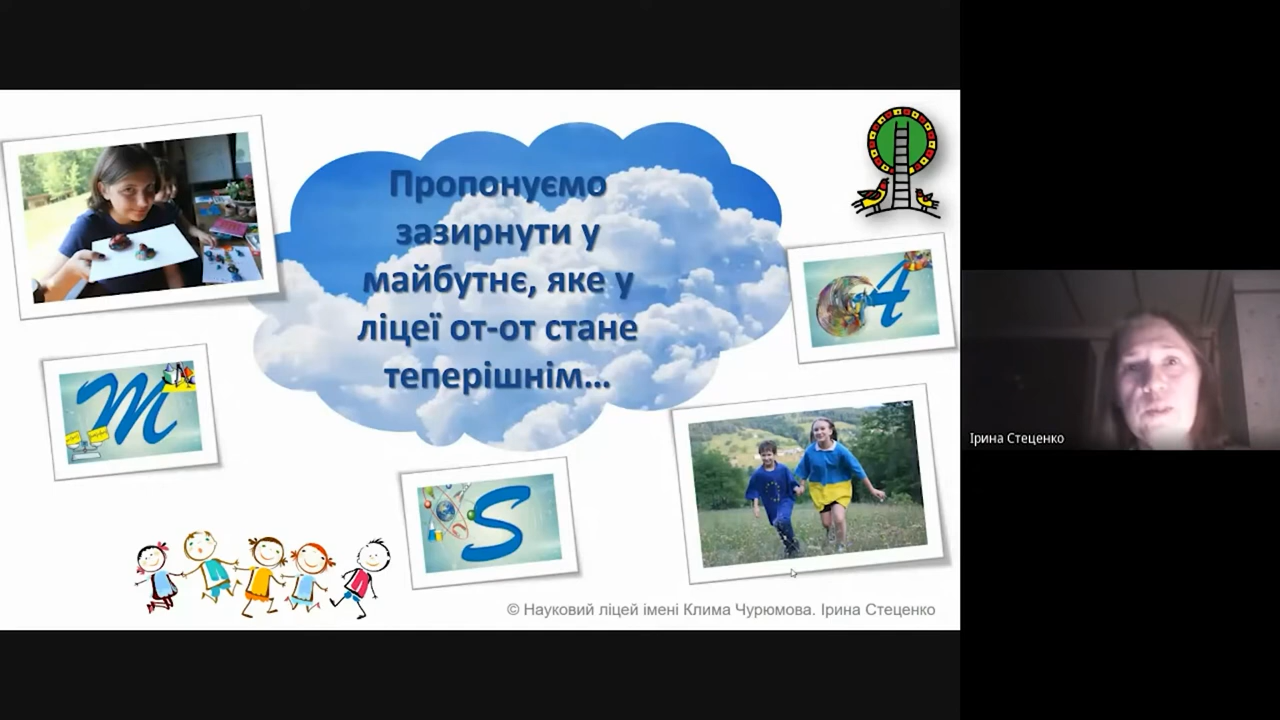 Пропонуємо
зазирнути у
майбутнє, яке у
ліцеї от-от стане
теперішнім...
A
M
S
© Науковий ліцей імені Клима Чурюмова. Ірина Стеценко
Ірина Стеценко